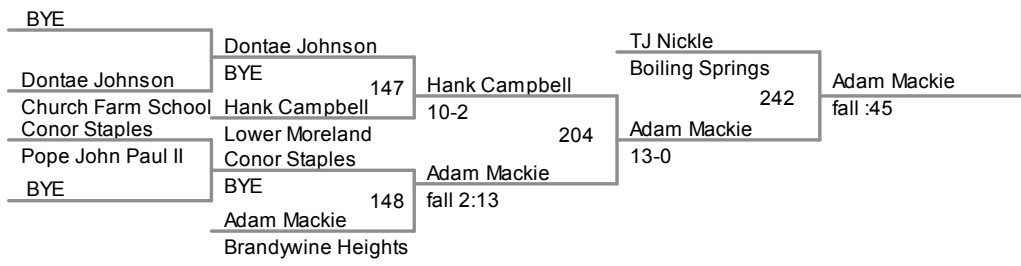 BYE
Dontae Johnson
Church Farm School
Conor Staples
Pope John Paul II
BYE
Dontae Johnson
BYE
147
Hank Campbell
Lower Moreland
Conor Staples
BYE
148
Adam Mackie
Brandywine Heights
Hank Campbell
10-2
204
Adam Mackie
fall 2:13
TJ Nickle
Boiling Springs
242
Adam Mackie
13-0
Adam Mackie
fall :45